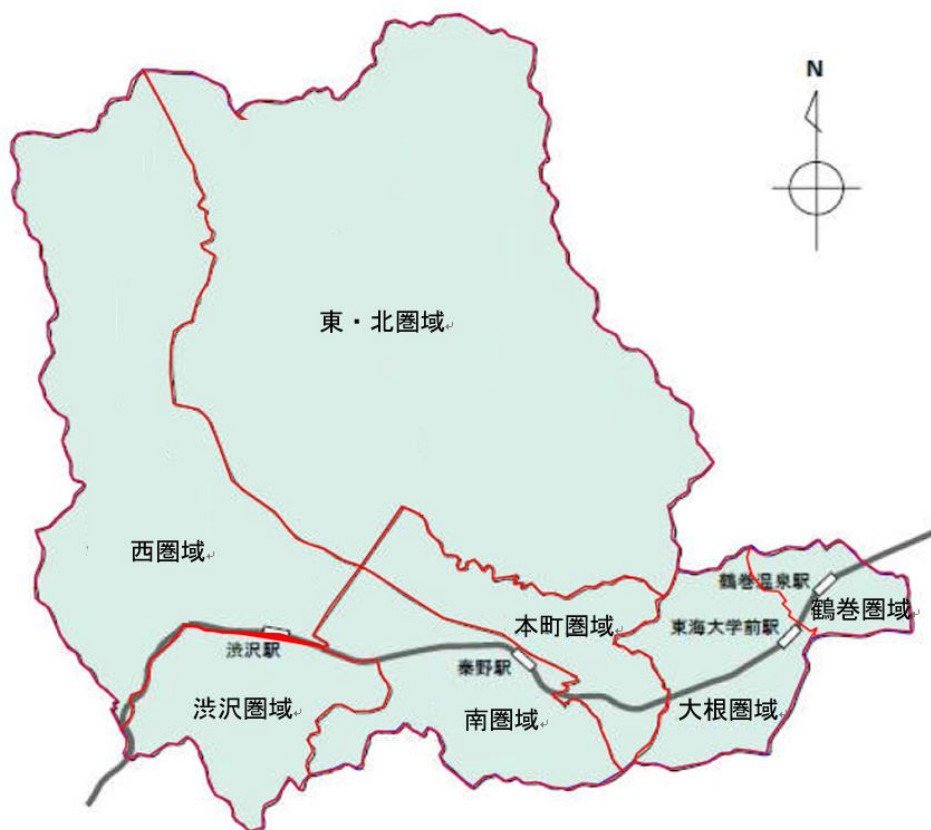 N
東・北圏域
西圏域
鶴巻温泉駅
鶴巻圏域
本町圏域
東海大学前駅
渋沢駅
秦野駅
渋沢圏域
南圏域
大根圏域